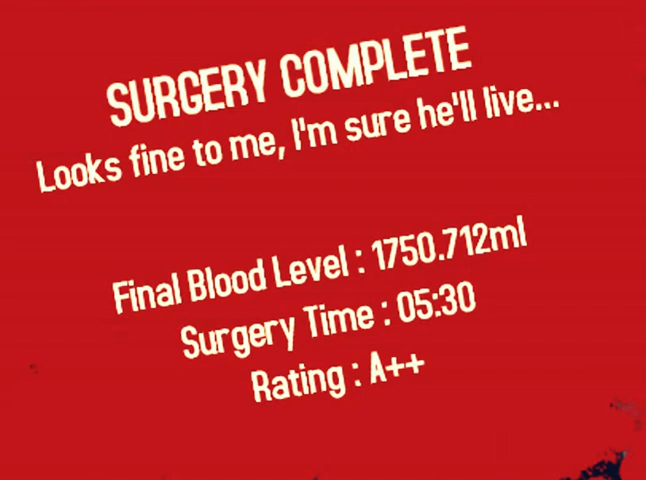 SURGERY COMPLETE
Looks fine to me, I'm sure he'll live...
Final Blood Level : 1750.712ml
Surgery Time : 05:30
Rating : A++